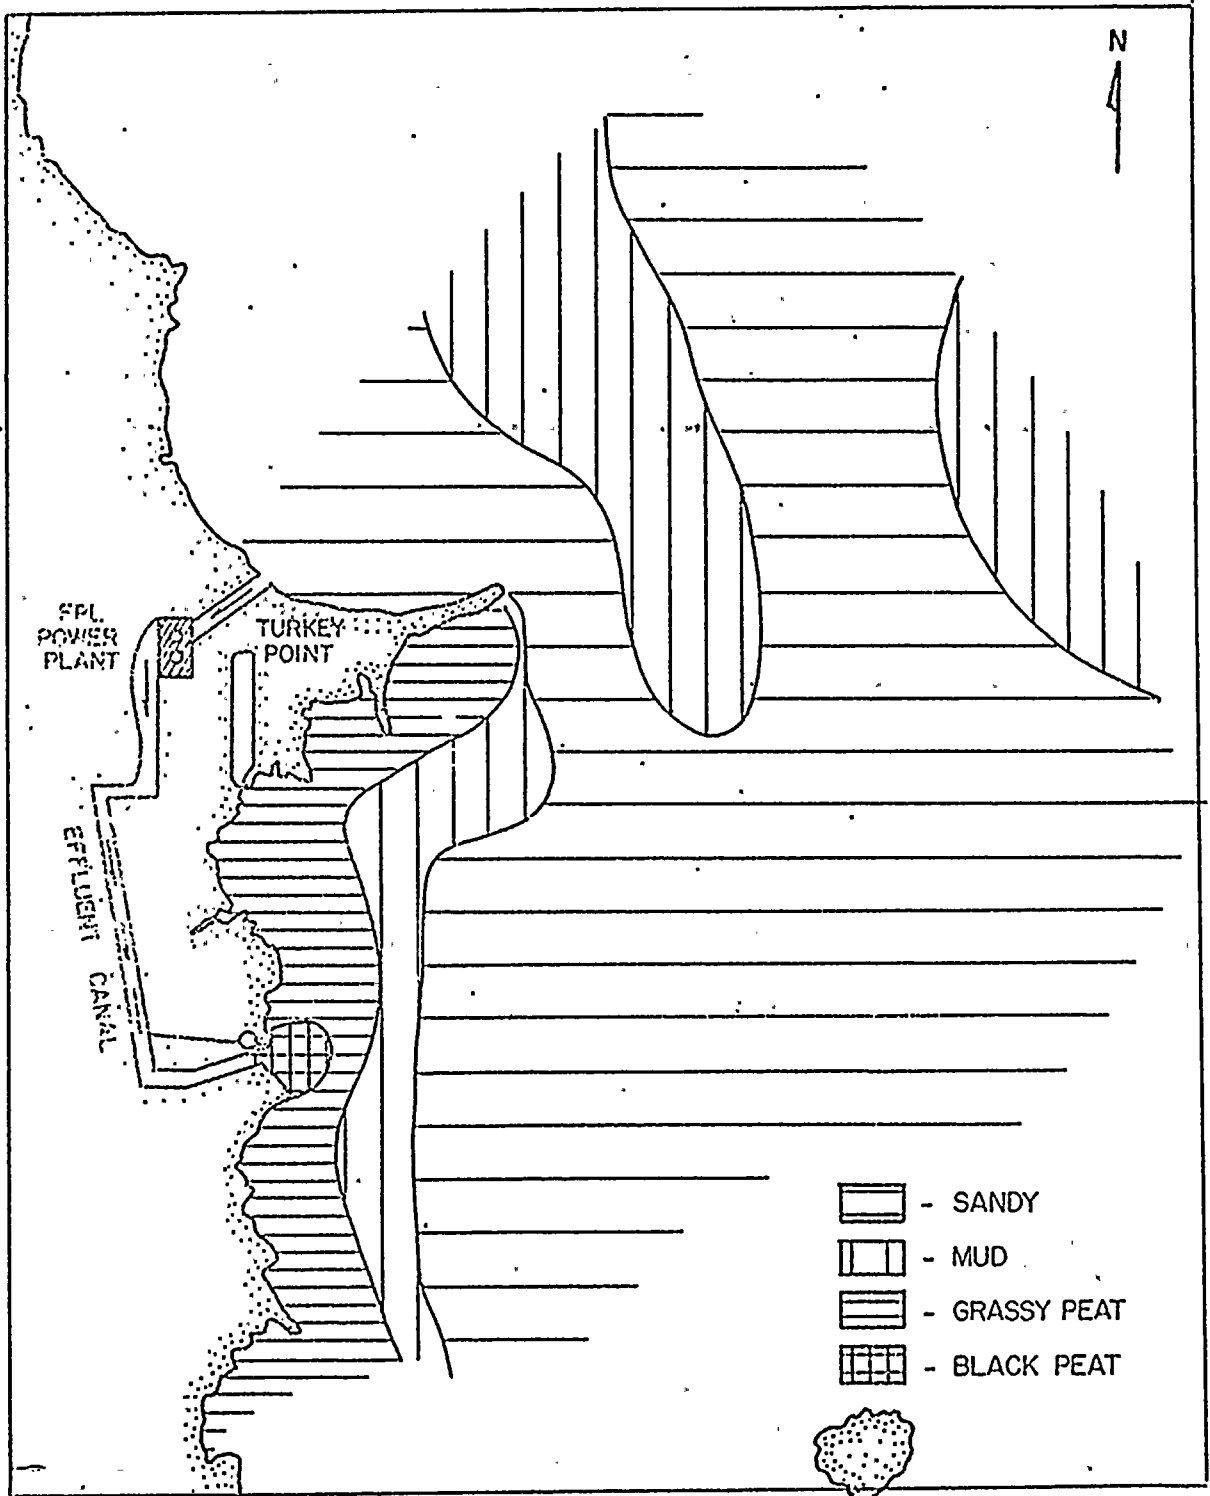 N
FPL
POWER
PLANT
TURKEY
POINT
EFFLUENT CANAL
- SANDY
- MUD
- GRASSY PEAT
- BLACK PEAT